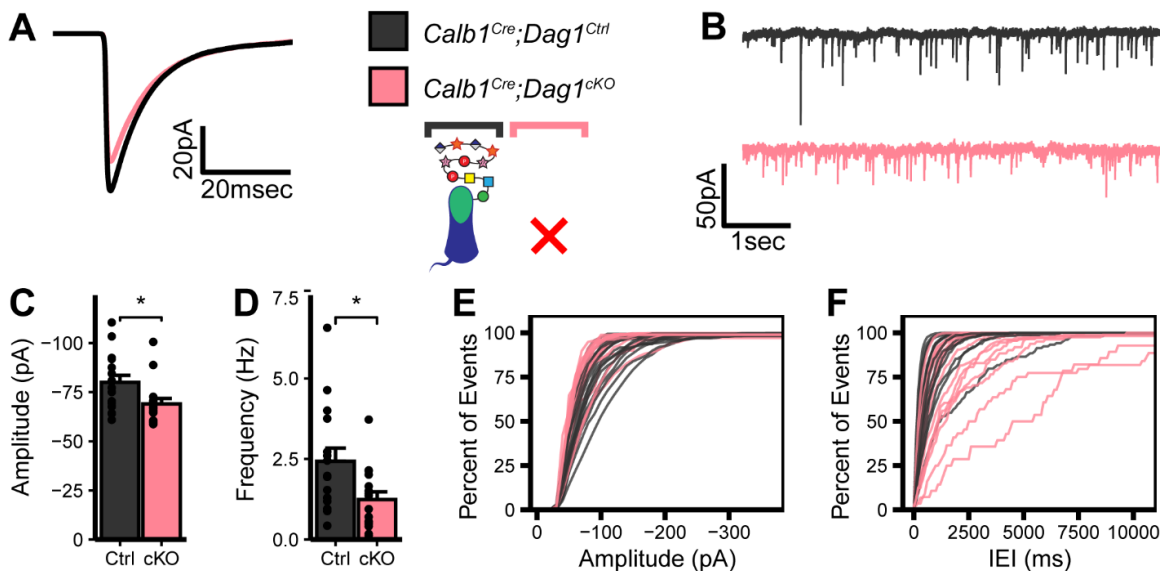 A
20pA
20msec
Calb1Cre;Dag1Ctrl
Calb1Cre;Dag1cKO
P
P
B
50pA
1sec
C
Amplitude (pA)
−100
−75
−50
−25
0
*
Ctrl cKO
D
Frequency (Hz)
7.5
5.0
2.5
0.0
*
Ctrl cKO
E
Percent of Events
100
75
50
25
0
0 −100 −200 −300
Amplitude (pA)
F
Percent of Events
100
75
50
25
0
0 2500 5000 7500 10000
IEI (ms)